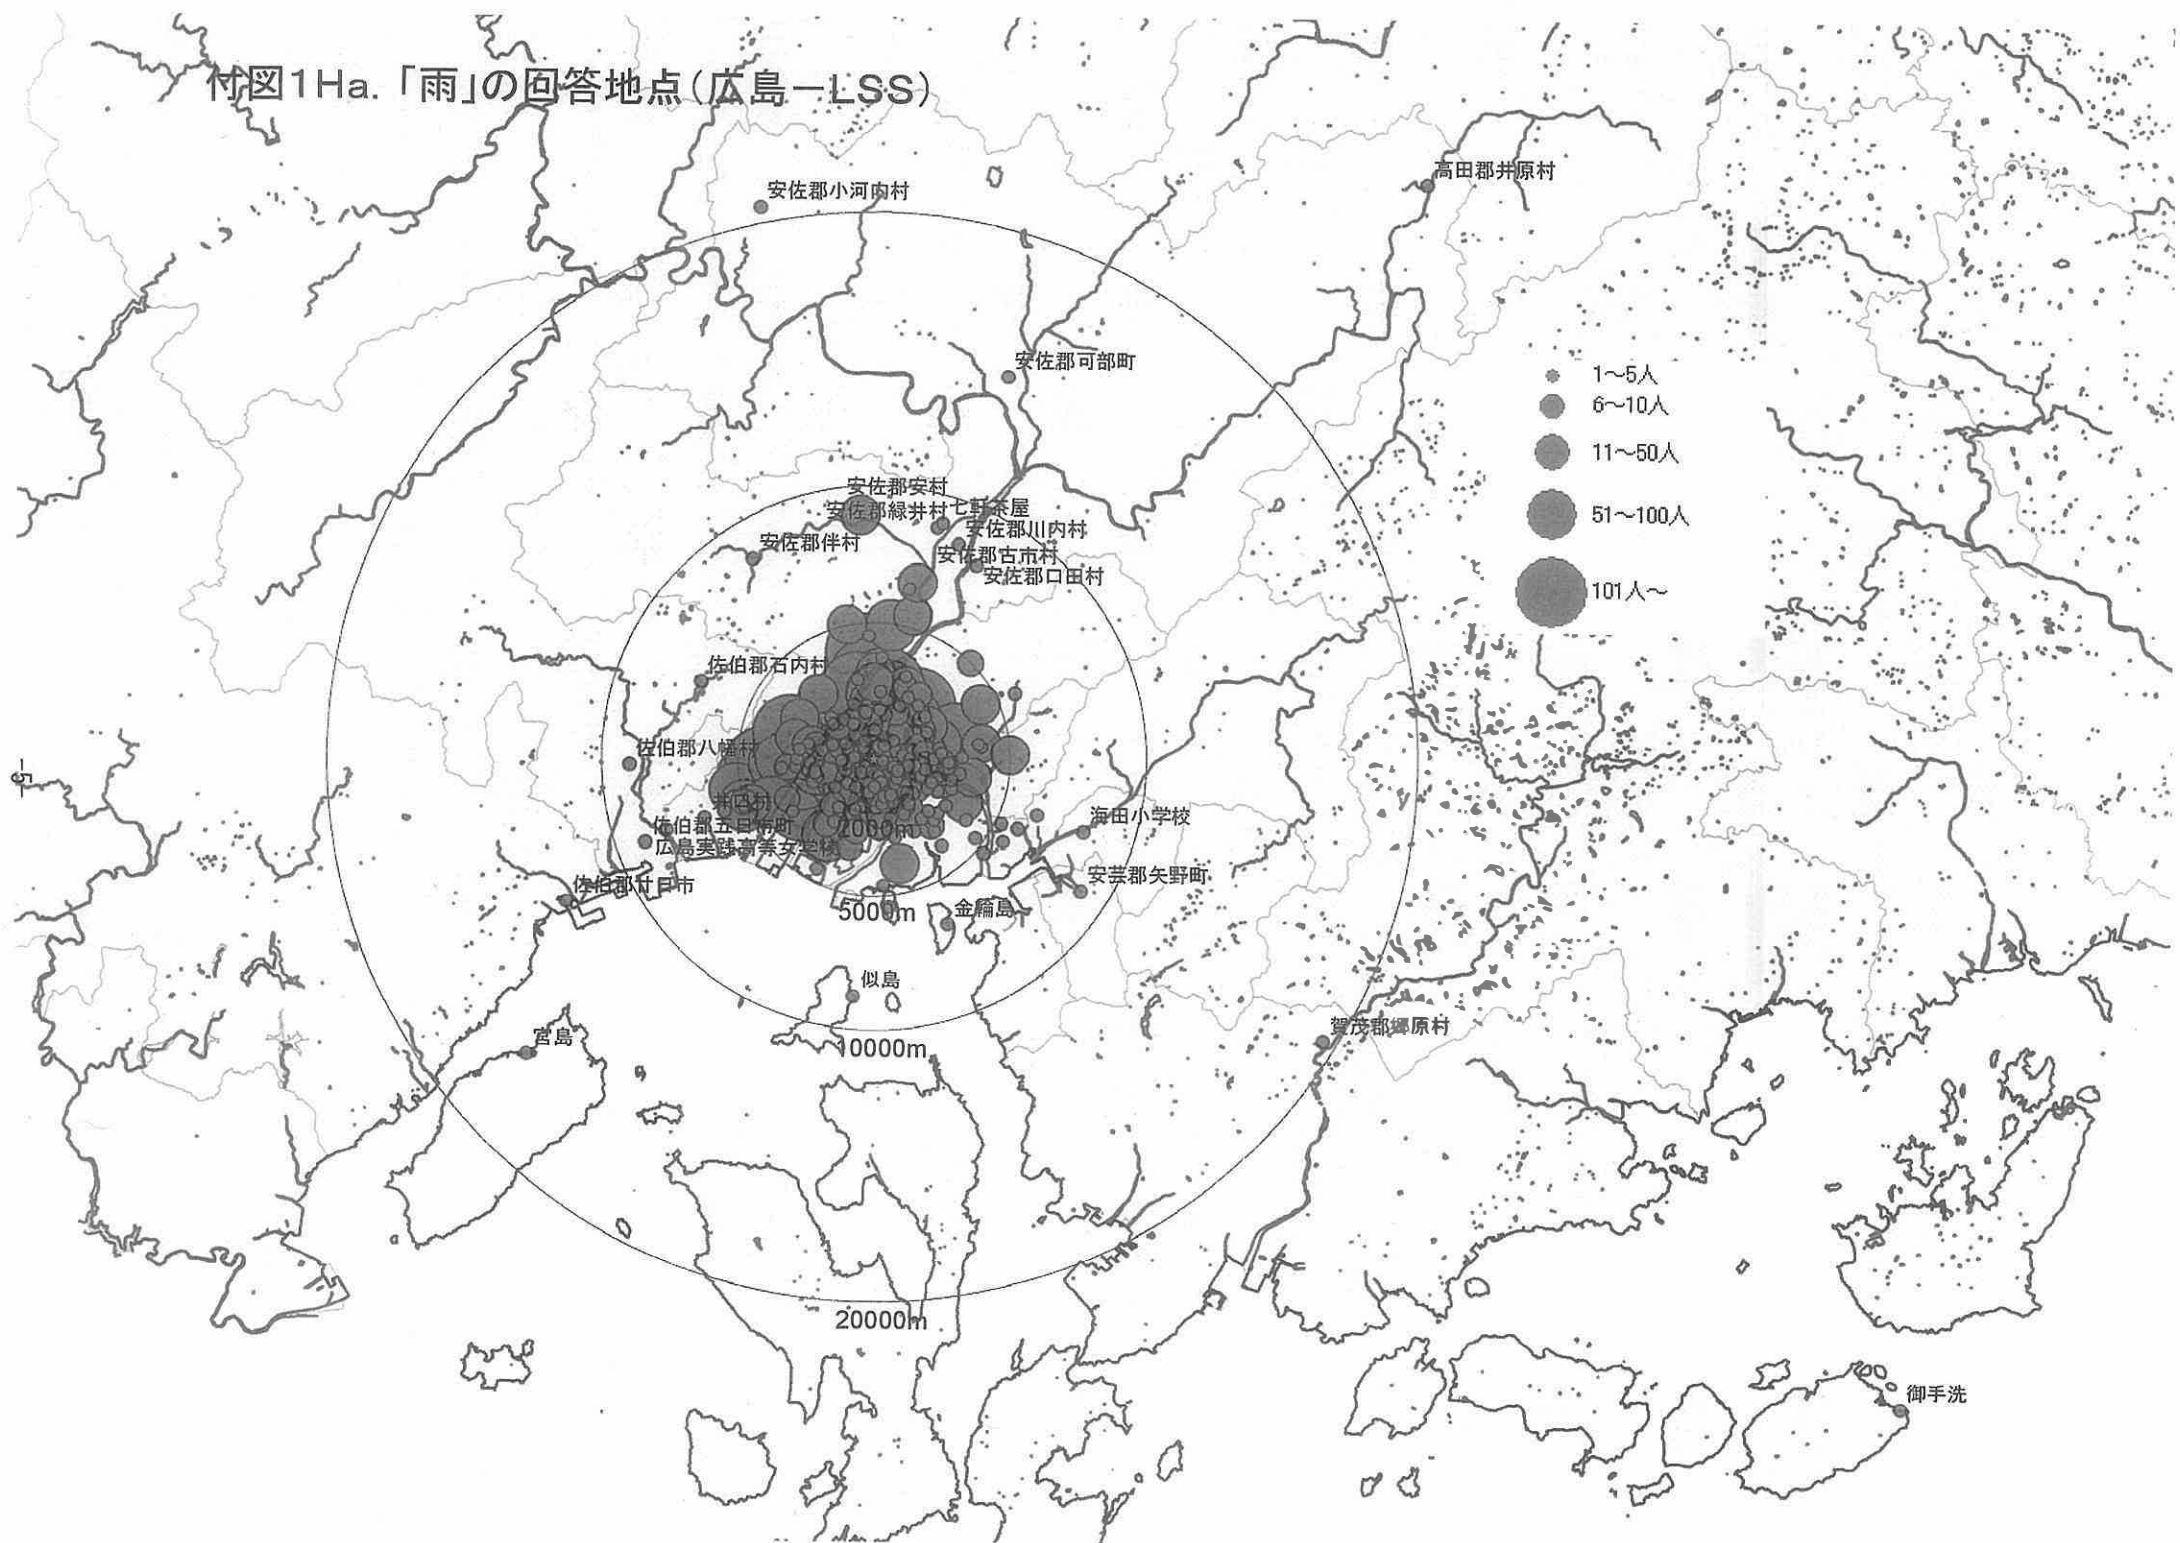 付図1Ha.「雨」の回答地点(広島-LSS)
安佐郡小河内村
高田郡井原村
安佐郡可部町
1~5人
6~10人
11~50人
51~100人
101人~
安佐郡安村
安佐郡緑井村七軒茶屋
安佐郡川内村
安佐郡伴村
安佐郡古市村
安佐郡口田村
佐伯郡石内村
佐伯郡八幡村
-5-
井口村
海田小学校
佐伯郡五日市町
2000m
広島実践高等女学校
安芸郡矢野町
佐伯郡廿日市
5000m
金輪島
似島
賀茂郡郷原村
宮島
10000m
20000m
御手洗